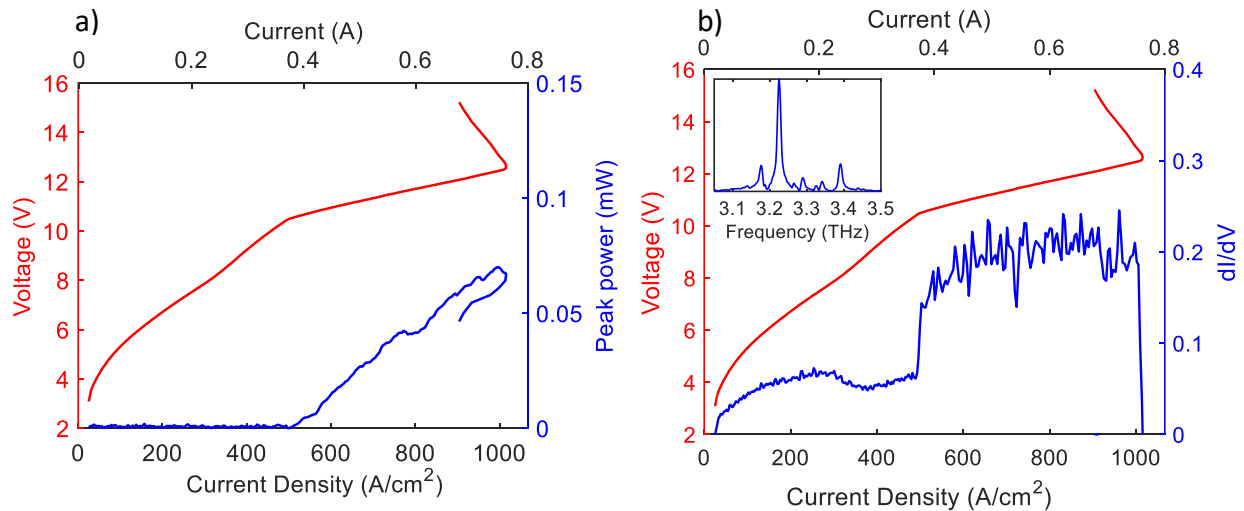 a)
Current (A)
0 0.2 0.4 0.6 0.8
16
14
12
10
8
6
4
2
Voltage (V)
0.15
0.1
0.05
0
Peak power (mW)
0 200 400 600 800 1000
Current Density (A/cm2)
b)
Current (A)
0 0.2 0.4 0.6 0.8
16
14
12
10
8
6
4
2
Voltage (V)
3.1 3.2 3.3 3.4 3.5
Frequency (THz)
0.4
0.3
0.2
0.1
0
dI/dV
0 200 400 600 800 1000
Current Density (A/cm2)